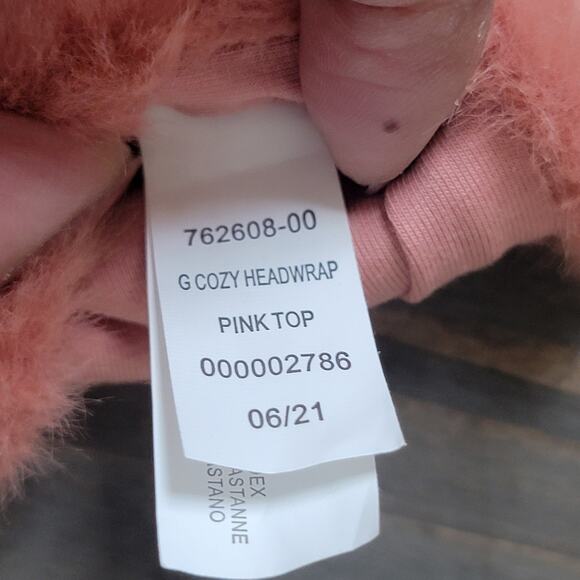 762608-00
G COZY HEADWRAP
PINK TOP
000002786
06/21